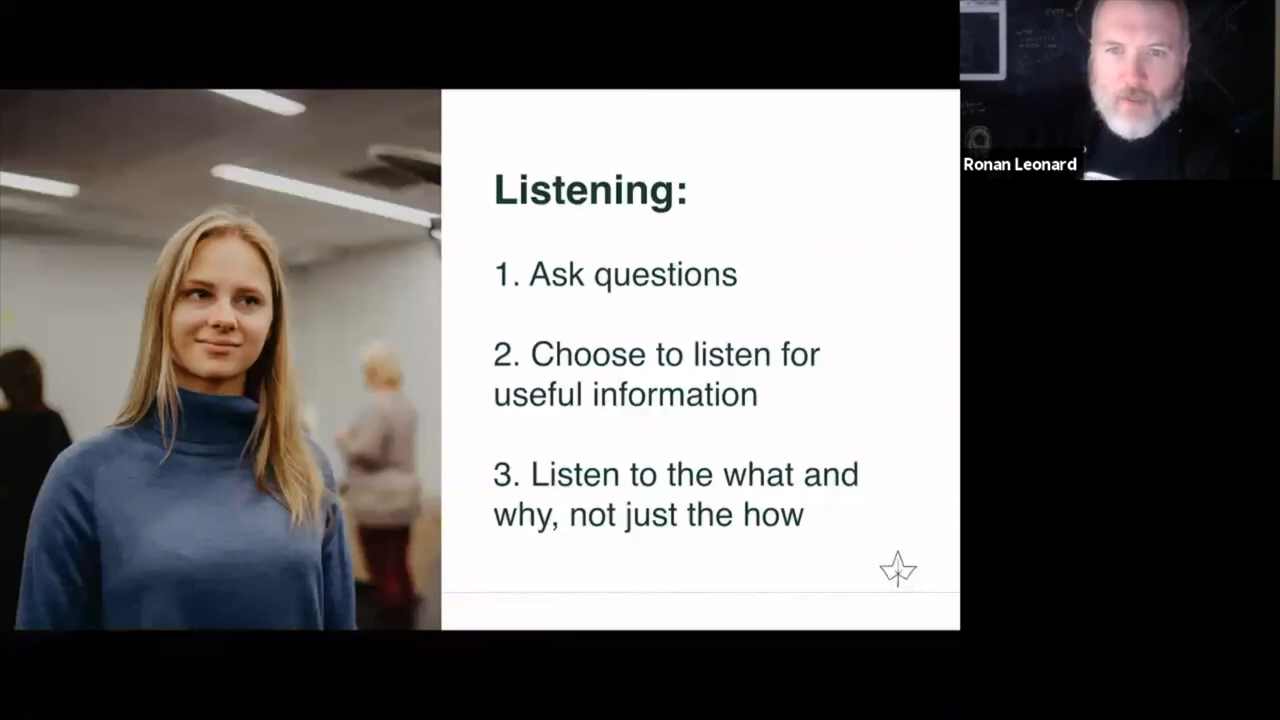 Listening:
1. Ask questions
2. Choose to listen for
useful information
3. Listen to the what and
why, not just the how
Ronan Leonard